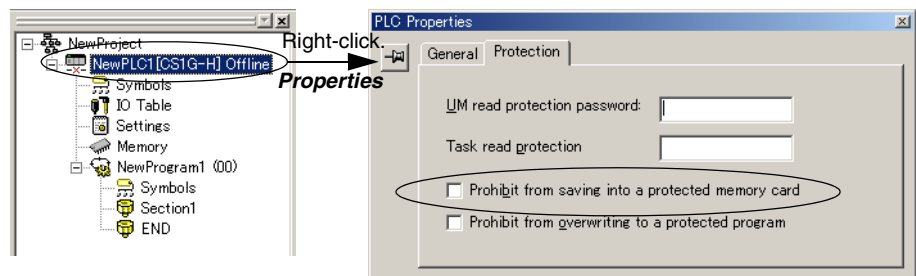 NewProject
NewPLC1[CS1G-H] Offline
Symbols
IO Table
Settings
Memory
NewProgram1 (00)
Symbols
Section1
END
Right-click.
Properties
PLC Properties
General Protection
UM read protection password:
Task read protection
Prohibit from saving into a protected memory card
Prohibit from overwriting to a protected program